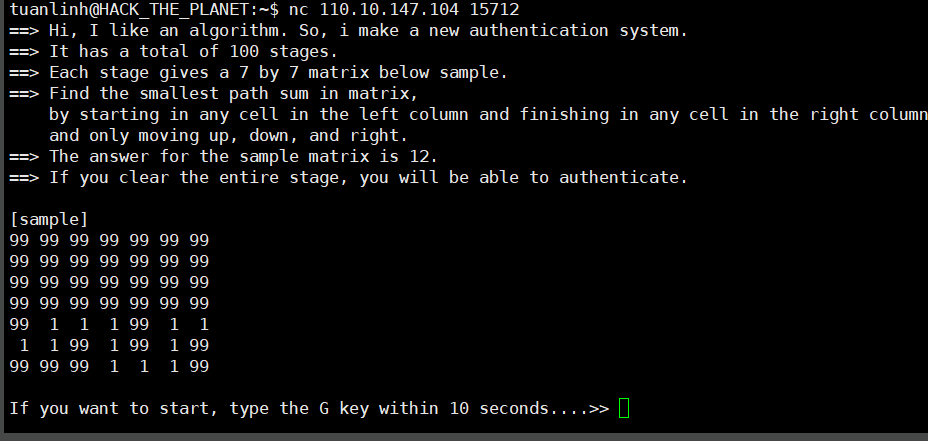 tuanlinh@HACK_THE_PLANET:~$ nc 110.10.147.104 15712
==> Hi, I like an algorithm. So, i make a new authentication system.
==> It has a total of 100 stages.
==> Each stage gives a 7 by 7 matrix below sample.
==> Find the smallest path sum in matrix,
    by starting in any cell in the left column and finishing in any cell in the right column
    and only moving up, down, and right.
==> The answer for the sample matrix is 12.
==> If you clear the entire stage, you will be able to authenticate.

[sample]
99 99 99 99 99 99 99
99 99 99 99 99 99 99
99 99 99 99 99 99 99
99 99 99 99 99 99 99
99  1  1  1 99  1  1
 1  1 99  1 99  1 99
99 99 99  1  1  1 99

If you want to start, type the G key within 10 seconds....>>